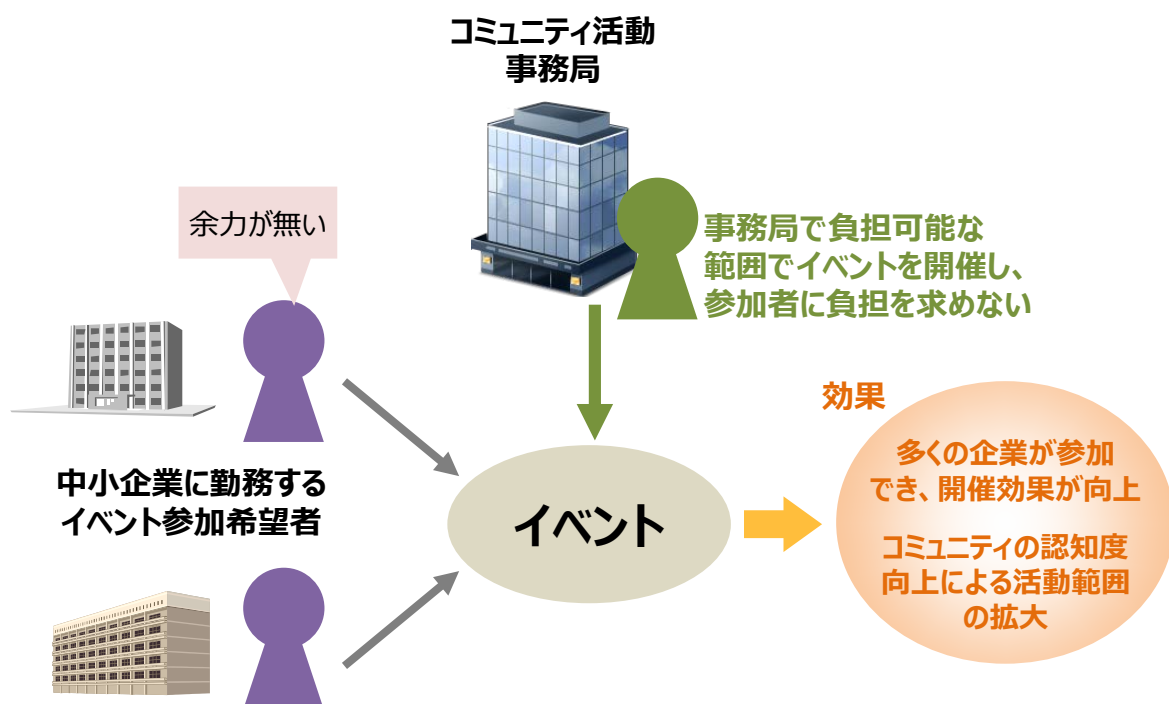 コミュニティ活動
事務局
余力が無い
事務局で負担可能な
範囲でイベントを開催し、
参加者に負担を求めない
中小企業に勤務する
イベント参加希望者
イベント
効果
多くの企業が参加
でき、開催効果が向上
コミュニティの認知度
向上による活動範囲
の拡大